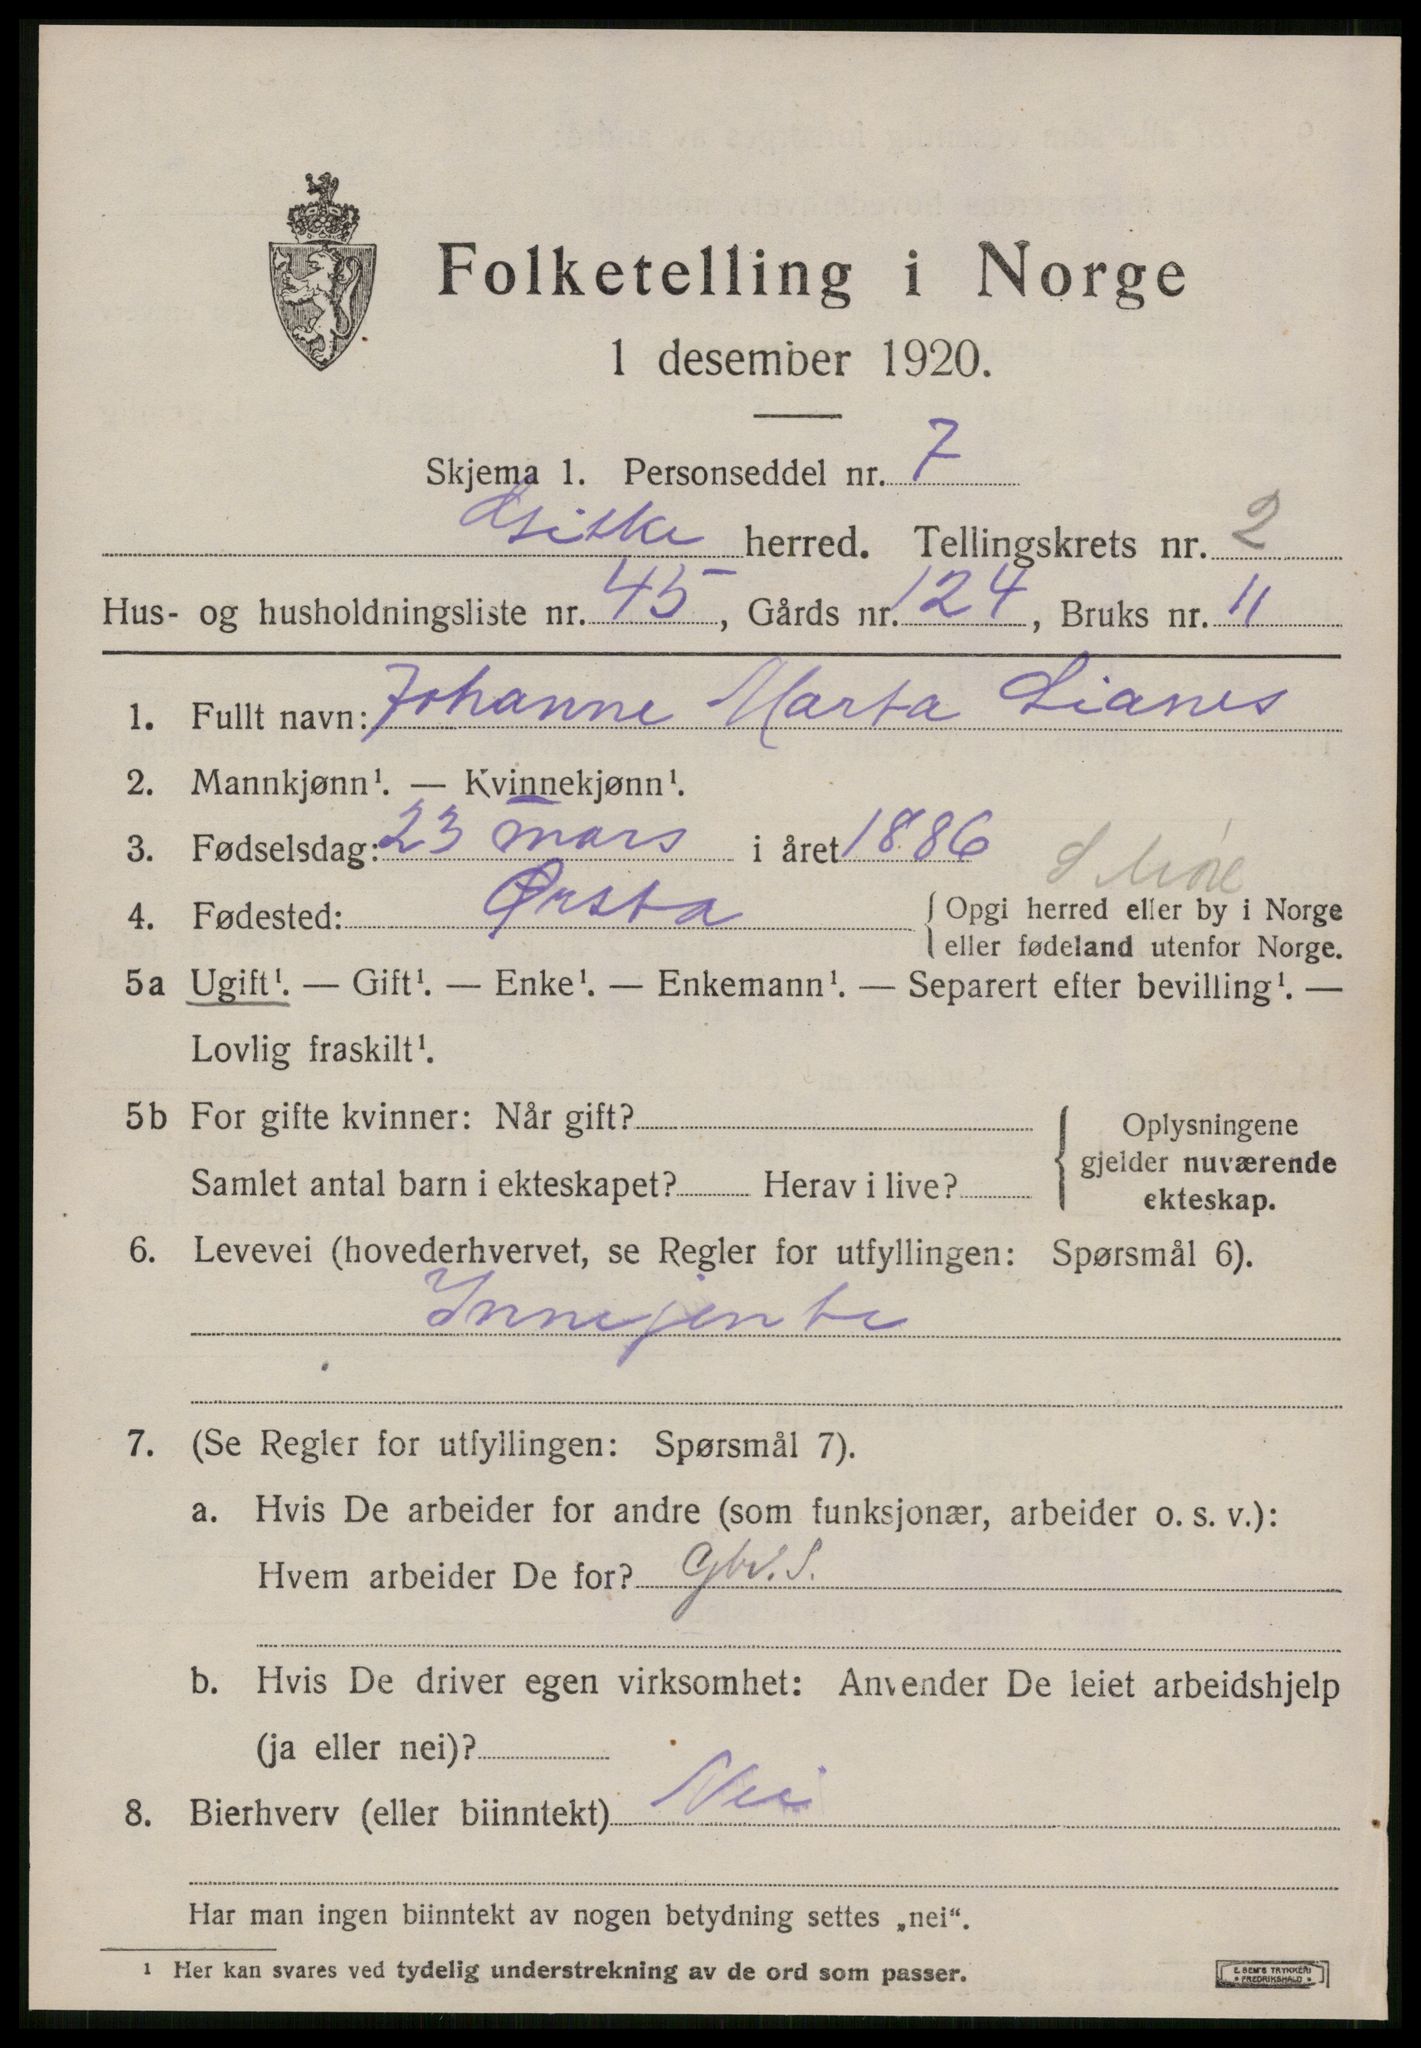 Folketelling i Norge
1 desember 1920.
Skjema 1. Personseddel nr. 7
Giske herred. Tellingskrets nr. 2
Hus- og husholdningsliste nr. 45, Gårds nr. 124, Bruks nr. 11
1. Fullt navn: Johanne Marta Lianes
2. Mannkjønn¹. — Kvinnekjønn¹.
3. Fødselsdag: 23 mars i året 1886
S Møre
4. Fødested: Ørsta { Opgi herred eller by i Norge
eller fødeland utenfor Norge.
5a Ugift¹. — Gift¹. — Enke¹. — Enkemann¹. — Separert efter bevilling¹. —
Lovlig fraskilt¹.
5b For gifte kvinner: Når gift? { Oplysningene
Samlet antal barn i ekteskapet? Herav i live? gjelder nuværende
ekteskap.
6. Levevei (hovederhvervet, se Regler for utfyllingen: Spørsmål 6).
Innejente
7. (Se Regler for utfyllingen: Spørsmål 7).
a. Hvis De arbeider for andre (som funksjonær, arbeider o. s. v.):
Hvem arbeider De for? Gbr. S.
b. Hvis De driver egen virksomhet: Anvender De leiet arbeidshjelp
(ja eller nei)?
8. Bierhverv (eller biinntekt) Nei
Har man ingen biinntekt av nogen betydning settes „nei“.
¹ Her kan svares ved tydelig understrekning av de ord som passer.
E. SEM'S TRYKKERI
• FREDRIKSHALD •